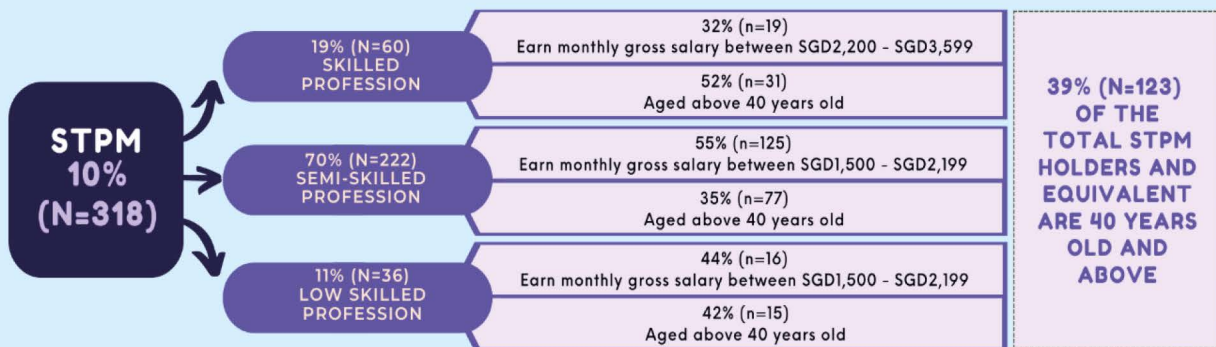 STPM
10%
(N=318)
19% (N=60)
SKILLED
PROFESSION
32% (n=19)
Earn monthly gross salary between SGD2,200 - SGD3,599
52% (n=31)
Aged above 40 years old
70% (N=222)
SEMI-SKILLED
PROFESSION
55% (n=125)
Earn monthly gross salary between SGD1,500 - SGD2,199
35% (n=77)
Aged above 40 years old
11% (N=36)
LOW SKILLED
PROFESSION
44% (n=16)
Earn monthly gross salary between SGD1,500 - SGD2,199
42% (n=15)
Aged above 40 years old
39% (N=123)
OF THE
TOTAL STPM
HOLDERS AND
EQUIVALENT
ARE 40 YEARS
OLD AND
ABOVE